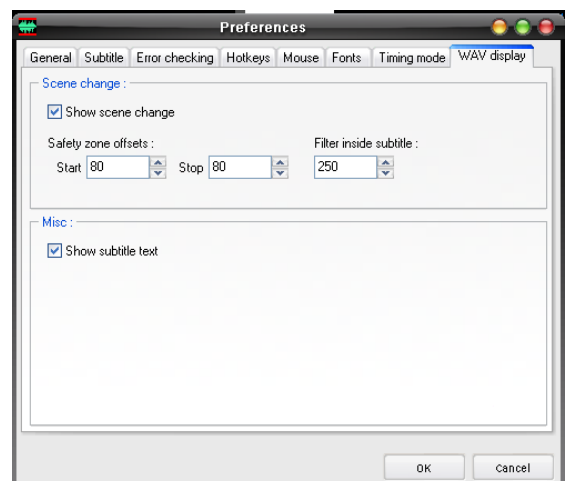 Preferences
General Subtitle Error checking Hotkeys Mouse Fonts Timing mode WAV display
Scene change :
Show scene change
Safety zone offsets : Filter inside subtitle :
Start 80 Stop 80 250
Misc :
Show subtitle text
OK Cancel